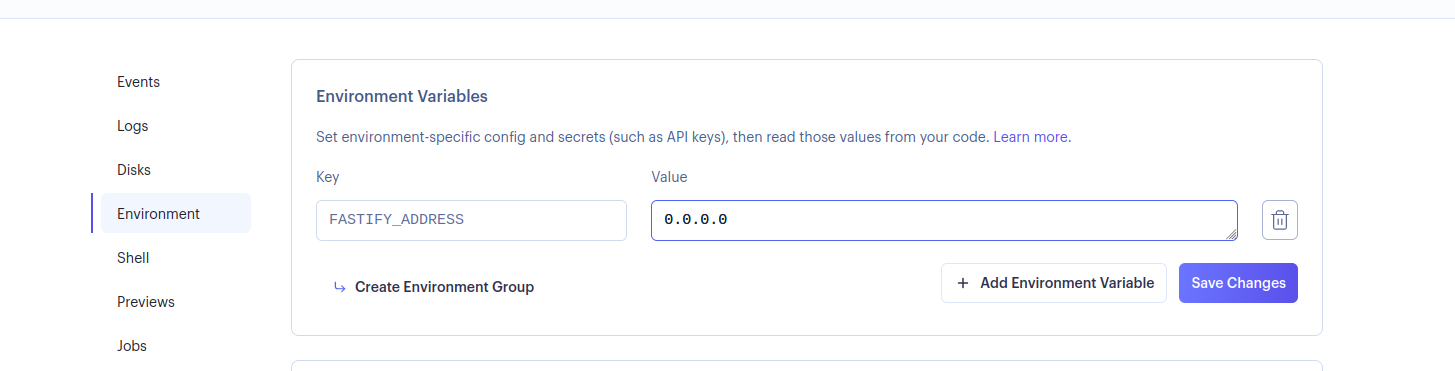 Events
Logs
Disks
Environment
Shell
Previews
Jobs
Environment Variables
Set environment-specific config and secrets (such as API keys), then read those values from your code. Learn more.
Key Value
FASTIFY_ADDRESS 0.0.0.0
Create Environment Group + Add Environment Variable Save Changes